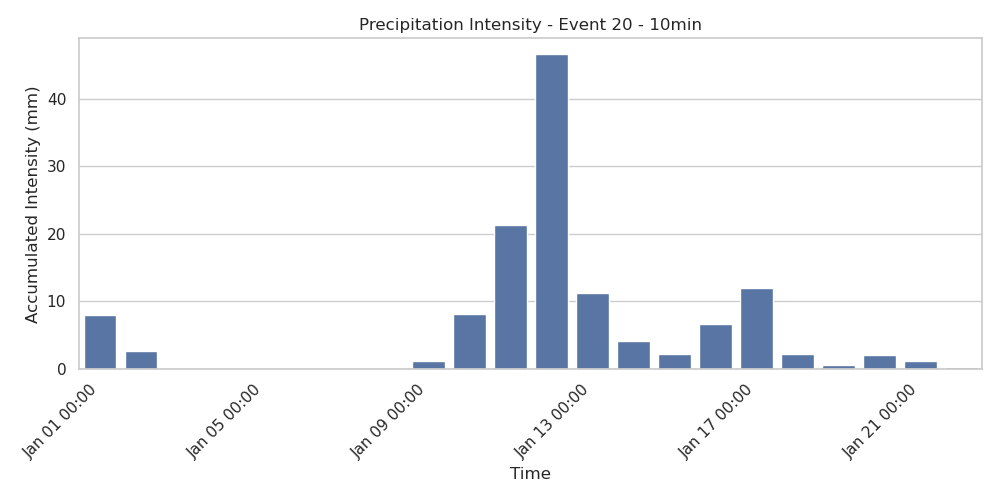 Precipitation Intensity - Event 20 - 10min
Accumulated Intensity (mm)
40
30
20
10
0
Jan 01 00:00
Jan 05 00:00
Jan 09 00:00
Jan 13 00:00
Jan 17 00:00
Jan 21 00:00
Time